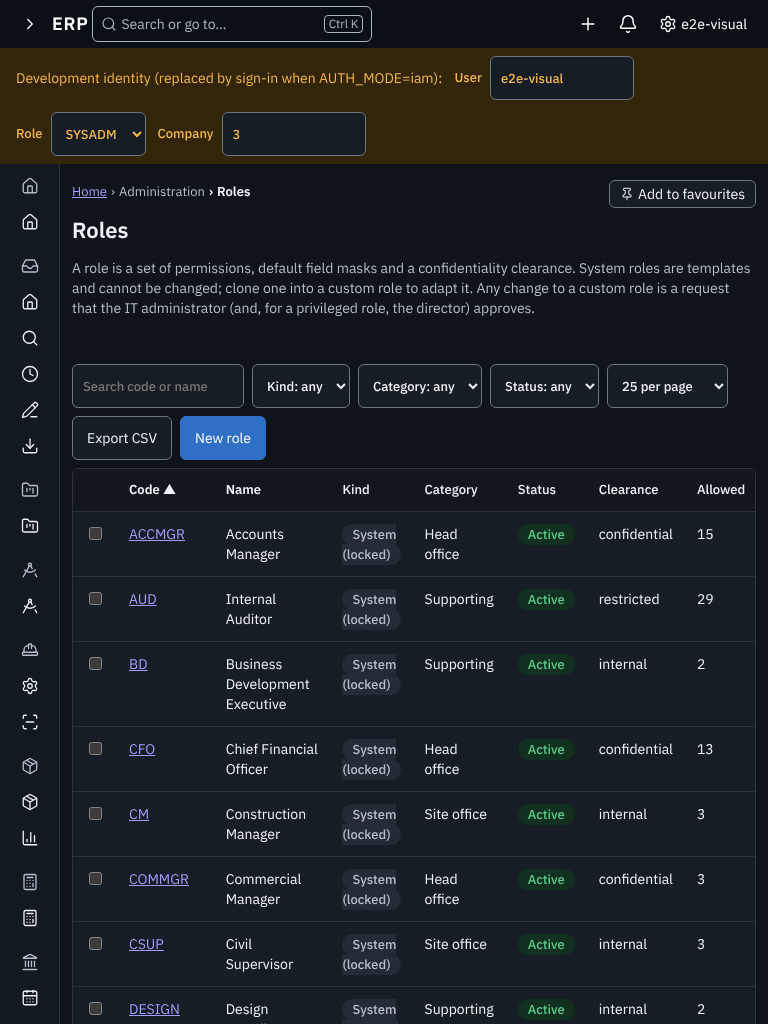 ERP
Search or go to...
Ctrl K
e2e-visual
Development identity (replaced by sign-in when AUTH_MODE=iam):
User
e2e-visual
Role
SYSADM
Company
3
Home › Administration › Roles
Add to favourites
Roles
A role is a set of permissions, default field masks and a confidentiality clearance. System roles are templates
and cannot be changed; clone one into a custom role to adapt it. Any change to a custom role is a request
that the IT administrator (and, for a privileged role, the director) approves.
Search code or name
Kind: any
Category: any
Status: any
25 per page
Export CSV
New role
Code ▲ Name Kind Category Status Clearance Allowed
ACCMGR Accounts System Head Active confidential 15
Manager (locked) office
AUD Internal System Supporting Active restricted 29
Auditor (locked)
BD Business System Supporting Active internal 2
Development (locked)
Executive
CFO Chief Financial System Head Active confidential 13
Officer (locked) office
CM Construction System Site office Active internal 3
Manager (locked)
COMMGR Commercial System Head Active confidential 3
Manager (locked) office
CSUP Civil System Site office Active internal 3
Supervisor (locked)
DESIGN Design System Supporting Active internal 2